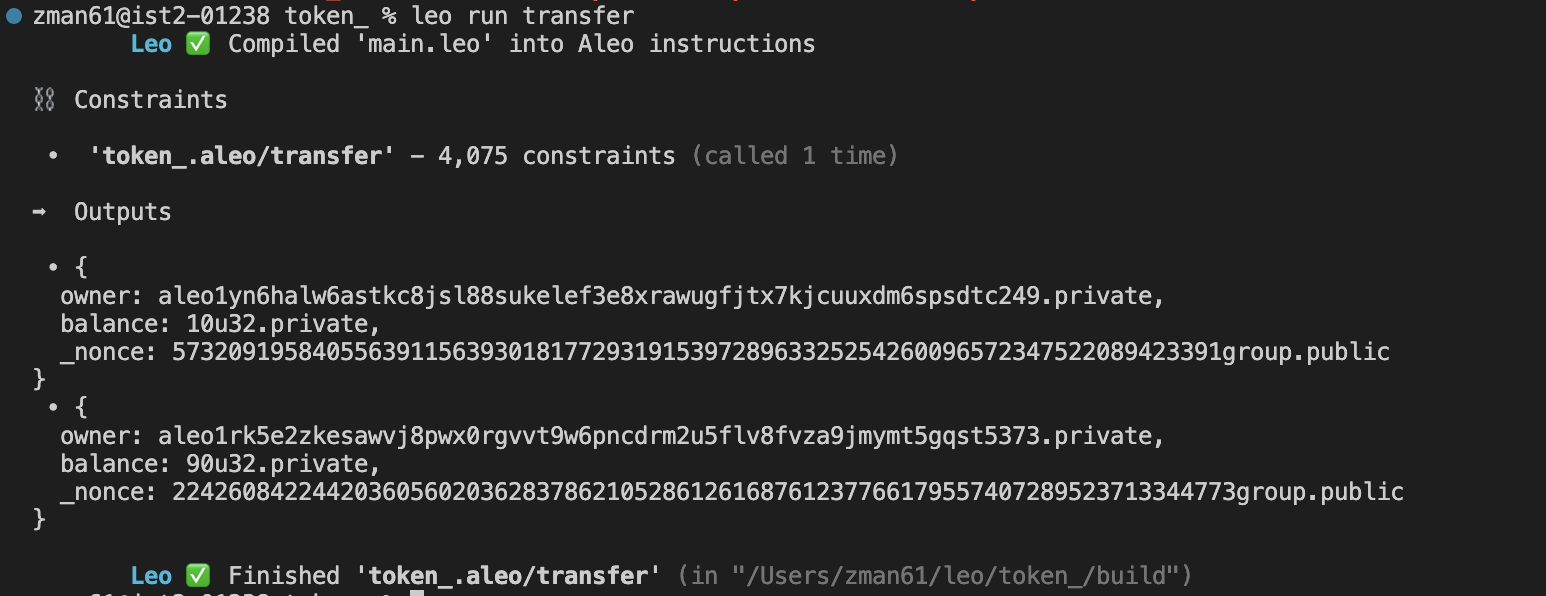 zman61@ist2-01238 token_ % leo run transfer
Leo ✅ Compiled 'main.leo' into Aleo instructions
⛓ Constraints
• 'token_.aleo/transfer' - 4,075 constraints (called 1 time)
➡ Outputs
• {
owner: aleo1yn6halw6astkc8jsl88sukelef3e8xrawugfjtx7kjcuuxdm6spsdtc249.private,
balance: 10u32.private,
_nonce: 573209195840556391156393018177293191539728963325254260096572347522089423391group.public
}
• {
owner: aleo1rk5e2zkesawvj8pwx0rgvvt9w6pncdrm2u5flv8fvza9jmymt5gqst5373.private,
balance: 90u32.private,
_nonce: 2242608422442036056020362837862105286126168761237766179557407289523713344773group.public
}
Leo ✅ Finished 'token_.aleo/transfer' (in "/Users/zman61/leo/token_/build")